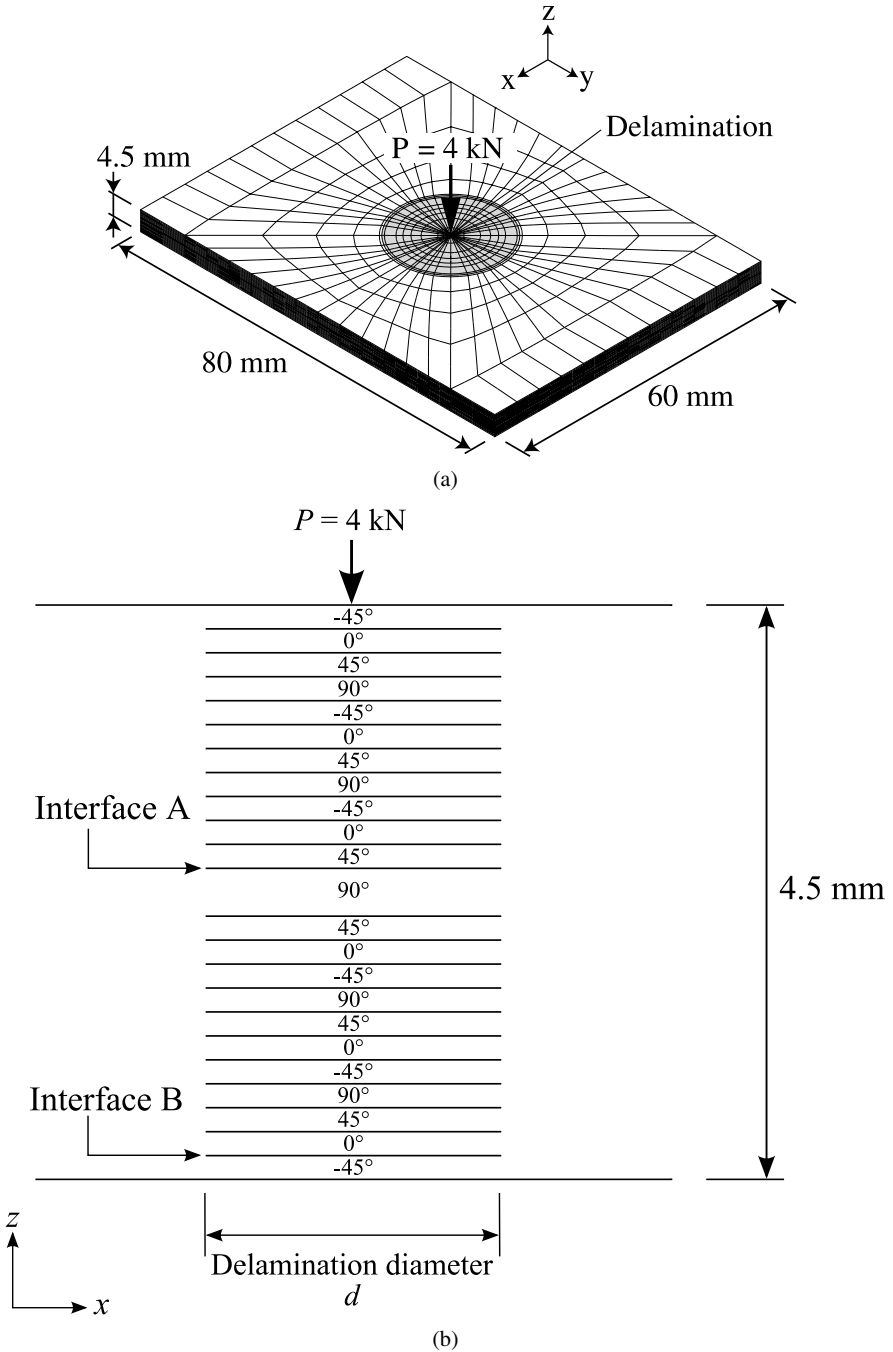 z
x
y
Delamination
P = 4 kN
4.5 mm
80 mm
60 mm
(a)
P = 4 kN
-45°
0°
45°
90°
-45°
0°
45°
90°
Interface A
-45°
0°
45°
90°
4.5 mm
45°
0°
-45°
90°
45°
0°
-45°
Interface B
90°
45°
0°
-45°
z
x
Delamination diameter
d
(b)